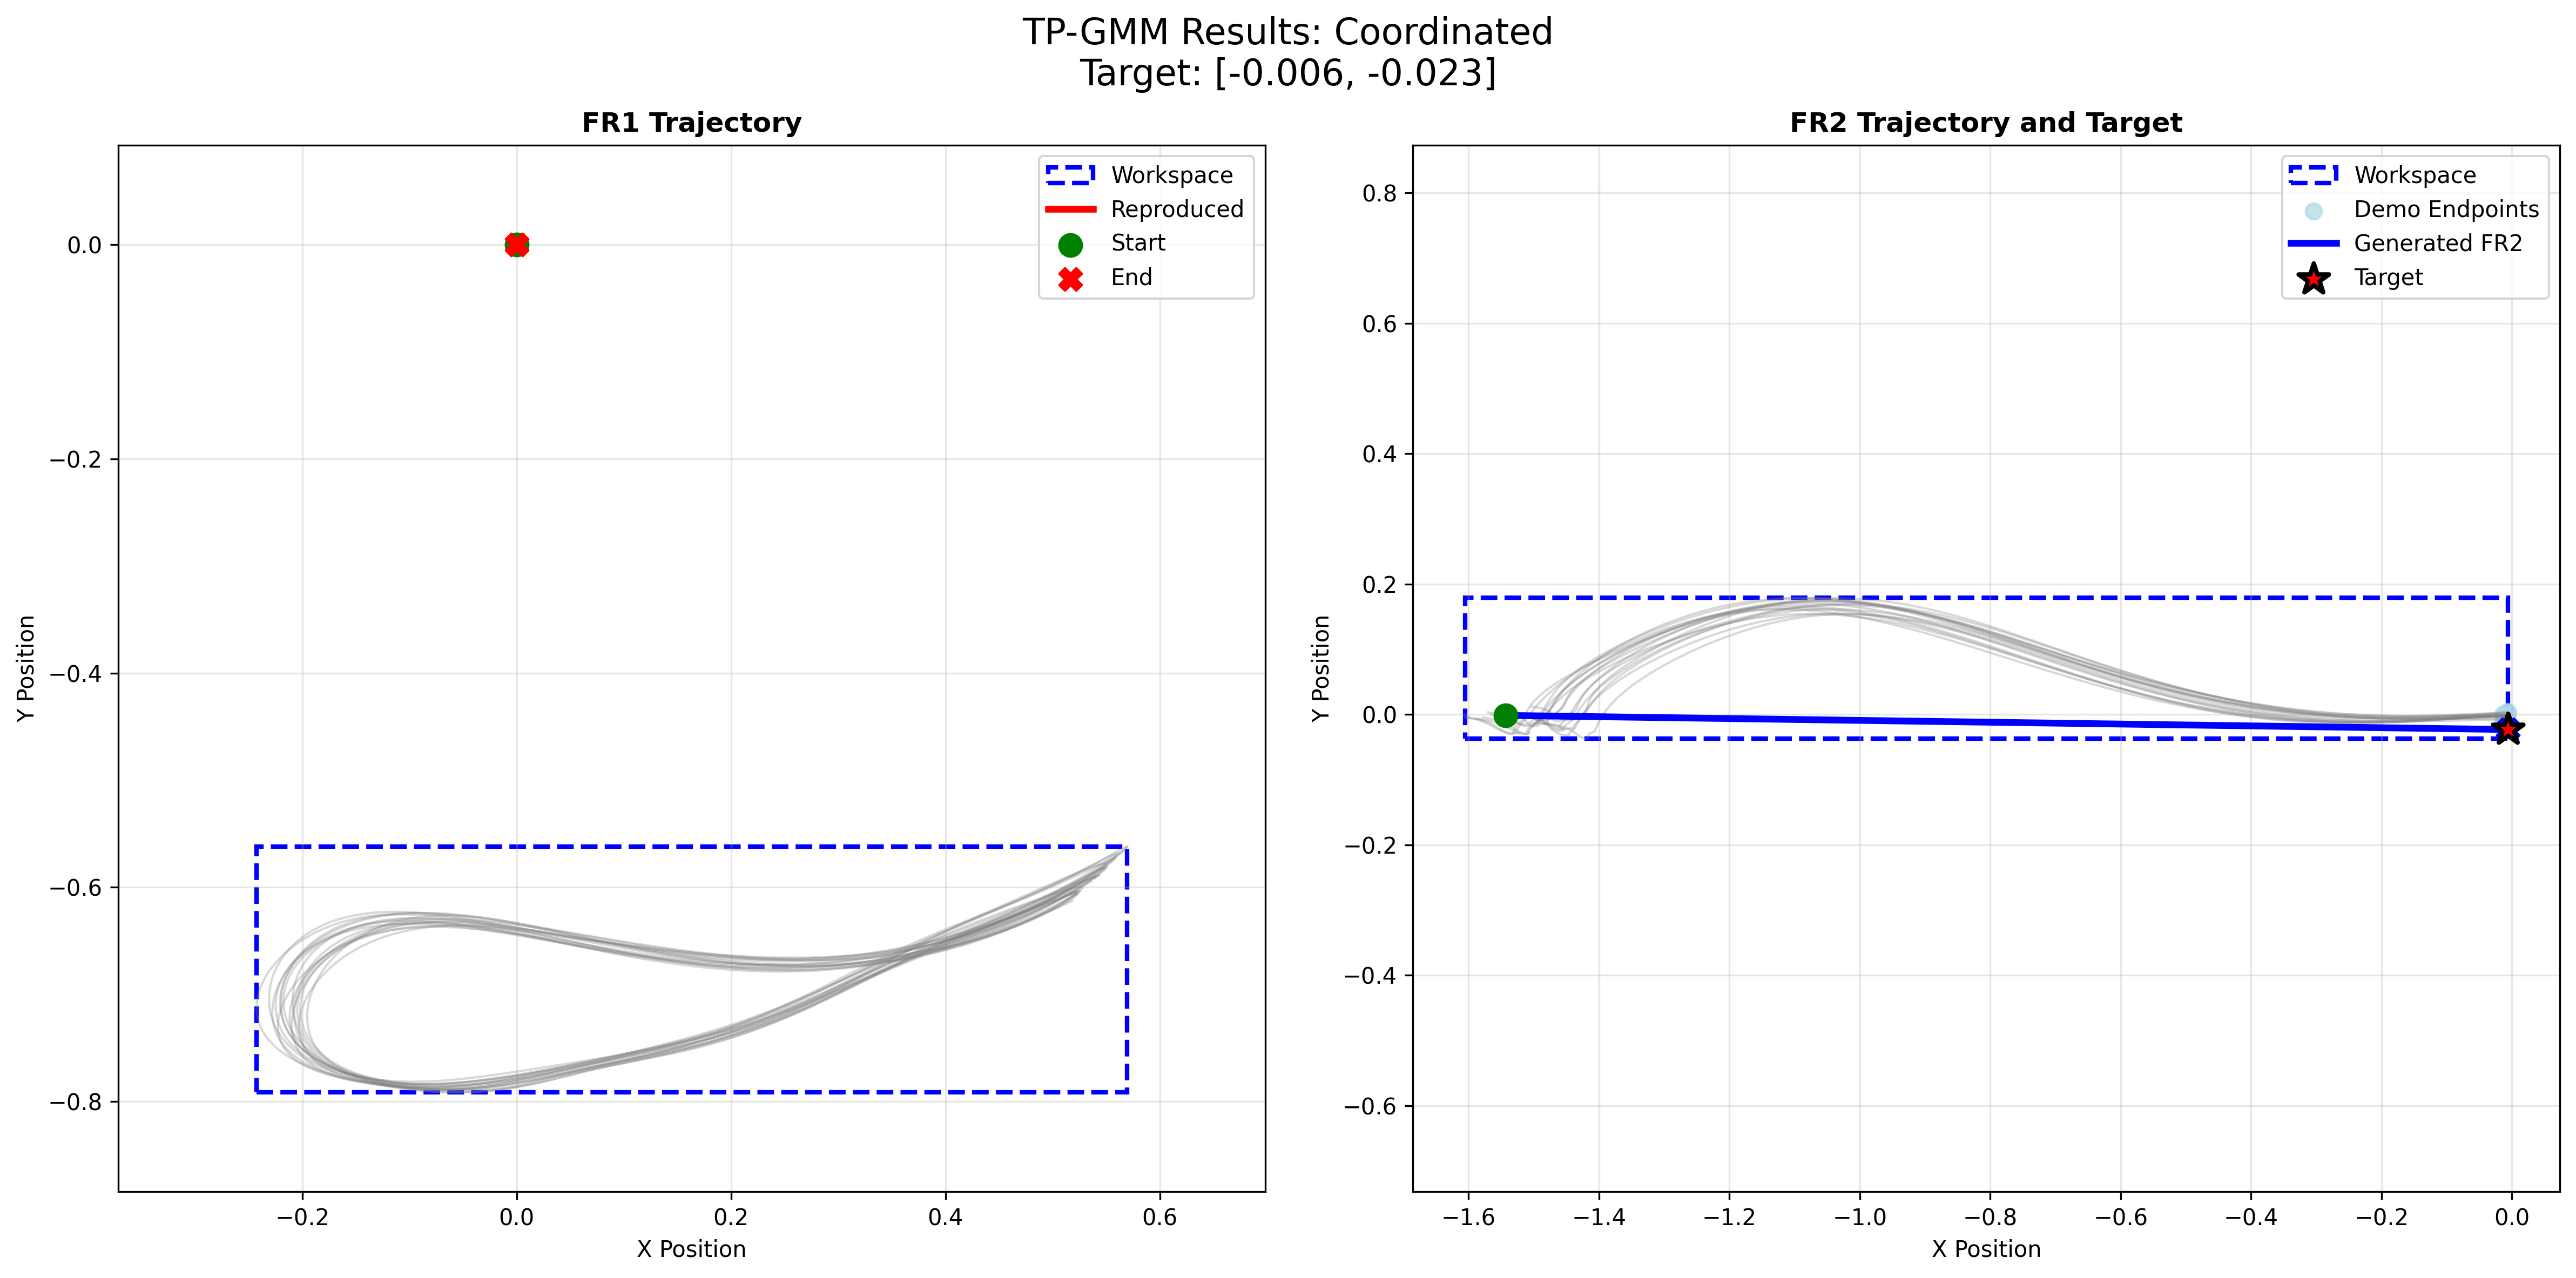 TP-GMM Results: Coordinated
Target: [-0.006, -0.023]
FR1 Trajectory
Workspace
Reproduced
Start
End
0.0
−0.2
−0.4
−0.6
−0.8
Y Position
−0.2
0.0
0.2
0.4
0.6
X Position
FR2 Trajectory and Target
Workspace
Demo Endpoints
Generated FR2
Target
0.8
0.6
0.4
0.2
0.0
−0.2
−0.4
−0.6
Y Position
−1.6
−1.4
−1.2
−1.0
−0.8
−0.6
−0.4
−0.2
0.0
X Position